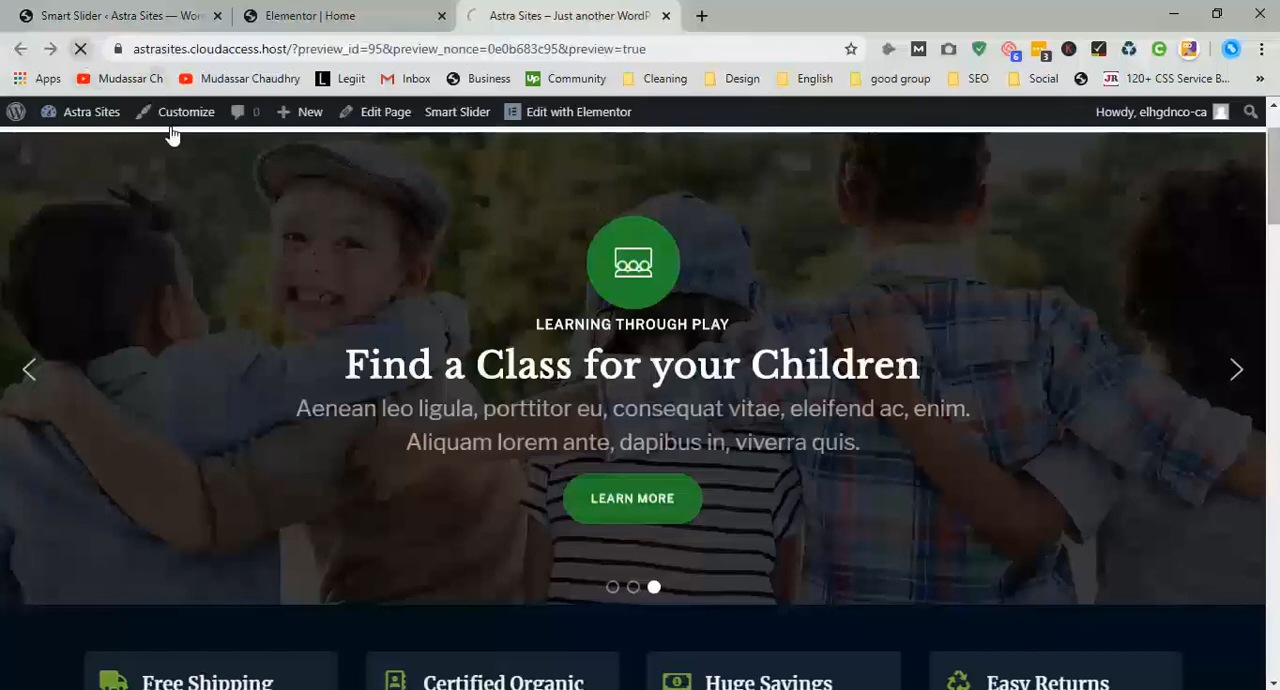 Smart Slider ‹ Astra Sites — Wor
Elementor | Home
Astra Sites – Just another WordP
astrasites.cloudaccess.host/?preview_id=95&preview_nonce=0e0b683c95&preview=true
6
3
Apps
Mudassar Ch
Mudassar Chaudhry
Legiit
Inbox
Business
Community
Cleaning
Design
English
good group
SEO
Social
120+ CSS Service B...
Astra Sites
Customize
0
New
Edit Page
Smart Slider
Edit with Elementor
Howdy, elhgdnco-ca
LEARNING THROUGH PLAY
Find a Class for your Children
Aenean leo ligula, porttitor eu, consequat vitae, eleifend ac, enim.
Aliquam lorem ante, dapibus in, viverra quis.
LEARN MORE
Free Shipping
Certified Organic
Huge Savings
Easy Returns